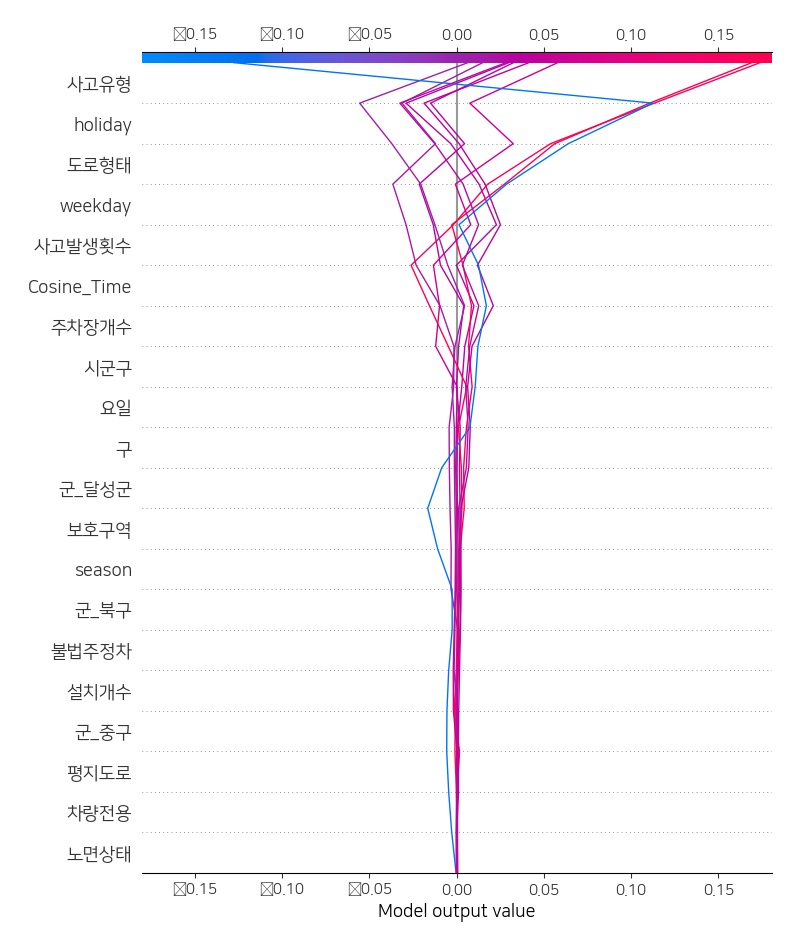 ☒0.15 ☒0.10 ☒0.05 0.00 0.05 0.10 0.15
사고유형
holiday
도로형태
weekday
사고발생횟수
Cosine_Time
주차장개수
시군구
요일
구
군_달성군
보호구역
season
군_북구
불법주정차
설치개수
군_중구
평지도로
차량전용
노면상태
☒0.15 ☒0.10 ☒0.05 0.00 0.05 0.10 0.15
Model output value